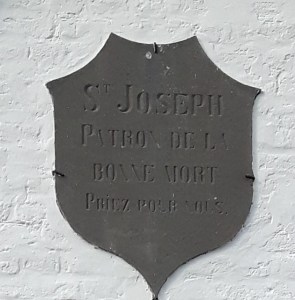 ST JOSEPH
PATRON DE LA
BONNE MORT
PRIEZ POUR NOUS.